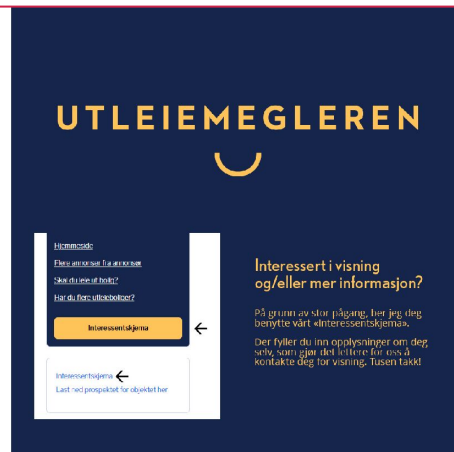 UTLEIEMEGLEREN
Hjemmeside
Flere annonser fra annonsør
Skal du leie ut bolig?
Har du flere utleieboliger?
Interessentskjema
Interessentskjema
Last ned prospektet for objektet her
Interessert i visning
og/eller mer informasjon?
På grunn av stor pågang, ber jeg deg
benytte vårt «Interessentskjema».
Der fyller du inn opplysninger om deg
selv, som gjør det lettere for oss å
kontakte deg for visning. Tusen takk!